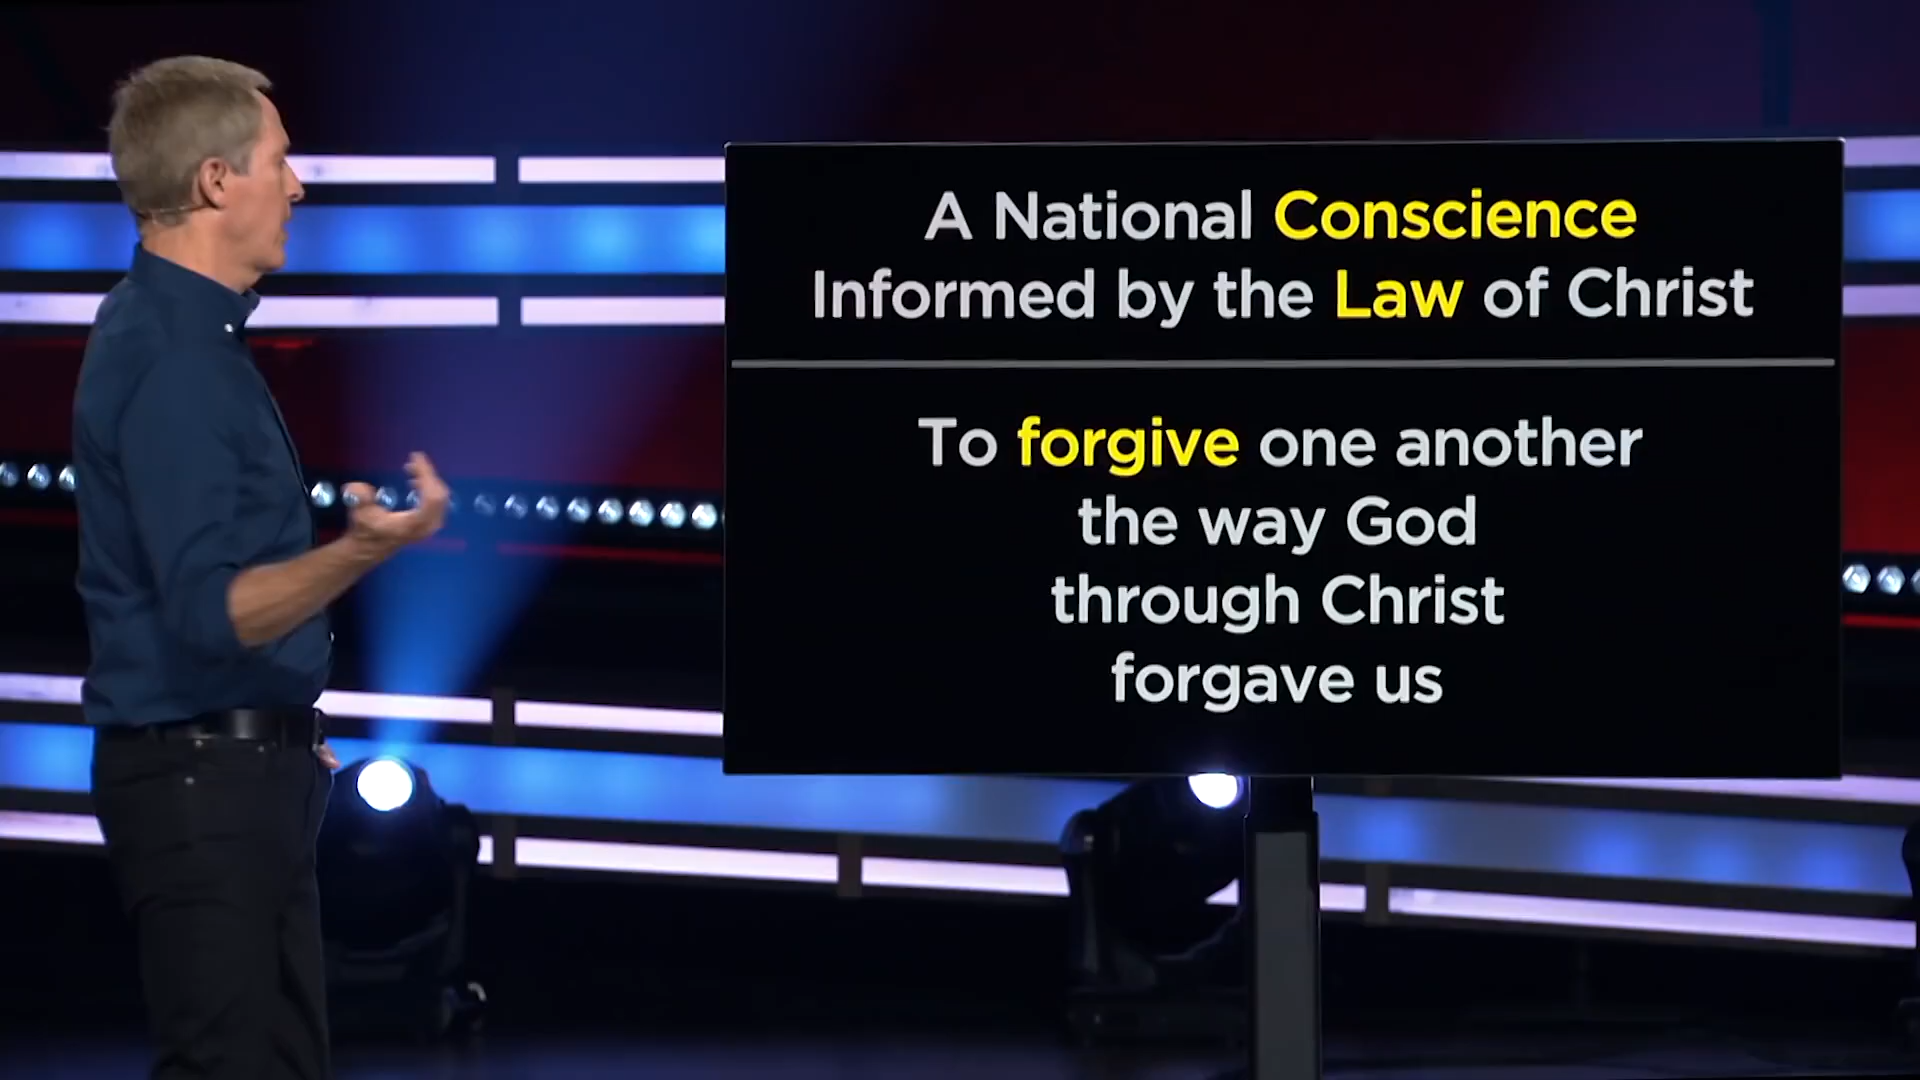 A National Conscience
Informed by the Law of Christ
To forgive one another
the way God
through Christ
forgave us